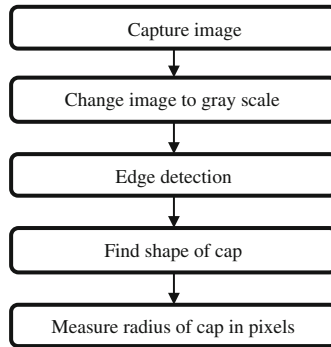 Capture image
Change image to gray scale
Edge detection
Find shape of cap
Measure radius of cap in pixels